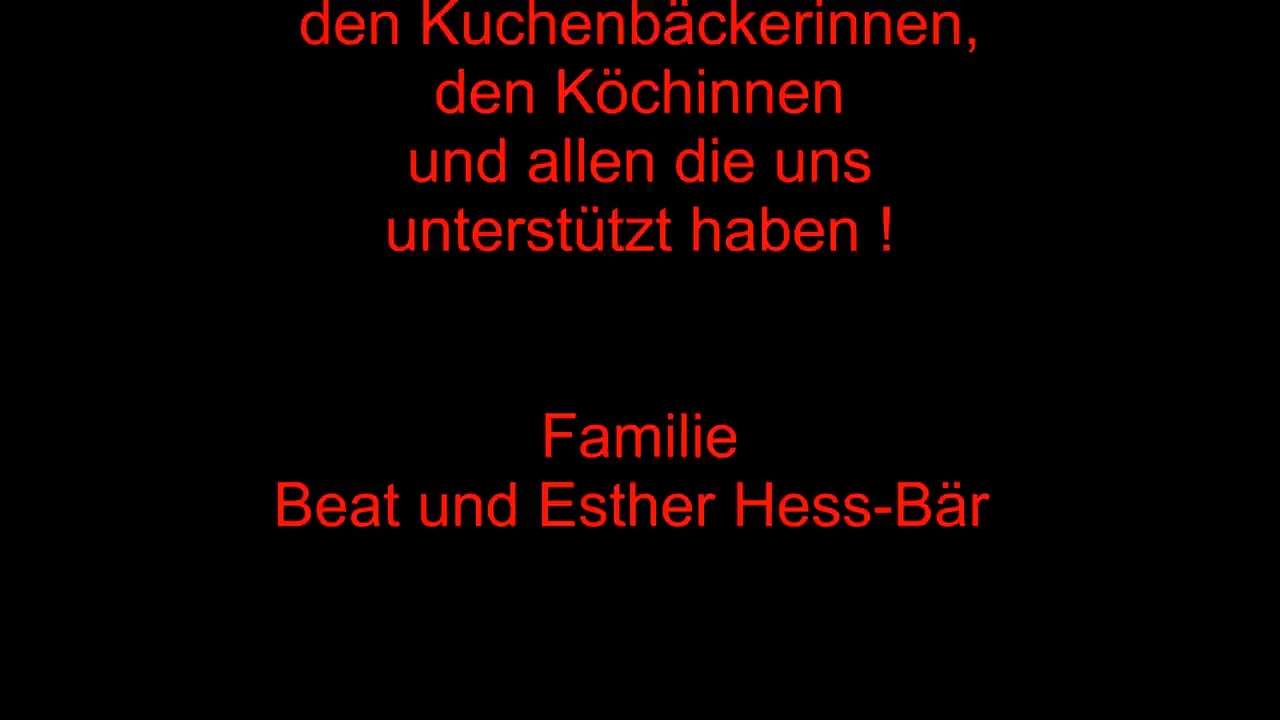 den Kuchenbäckerinnen,
den Köchinnen
und allen die uns
unterstützt haben !
Familie
Beat und Esther Hess-Bär